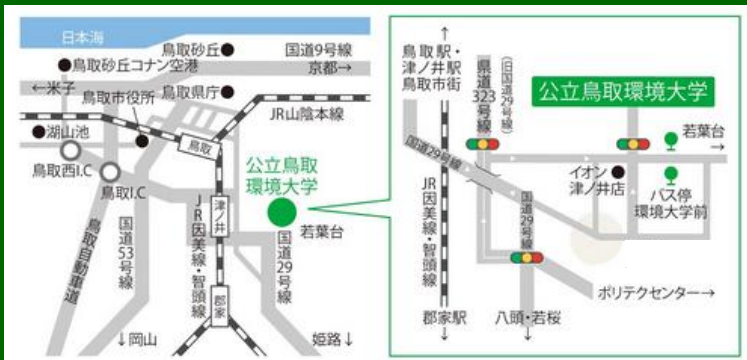 日本海
鳥取砂丘
国道9号線
京都→
鳥取砂丘コナン空港
←米子
鳥取市役所
鳥取県庁
JR山陰本線
湖山池
鳥取
鳥取西I.C
鳥取I.C
公立鳥取
環境大学
津ノ井
若葉台
JR因美線・智頭線
国道53号線
鳥取自動車道
国道29号線
郡家
↓岡山
姫路↓
↑
鳥取駅・
津ノ井駅
鳥取市街
県道323号線
(旧国道29号線)
公立鳥取環境大学
若葉台
→
国道29号線
イオン
津ノ井店
バス停
環境大学前
JR因美線・智頭線
国道29号線
ポリテクセンター→
郡家駅
↓
八頭・若桜
↓